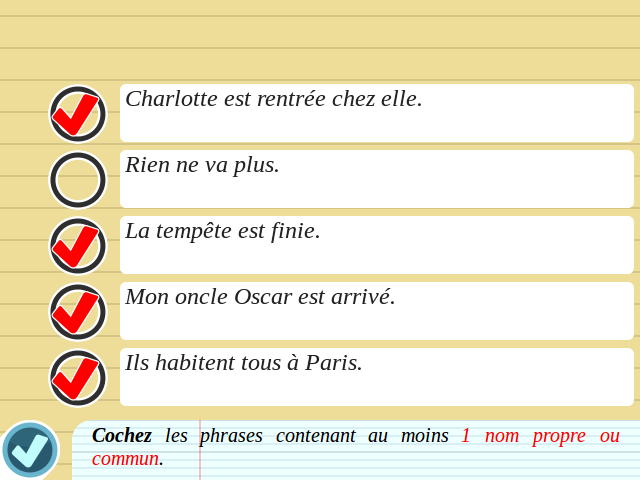 Charlotte est rentrée chez elle.
Rien ne va plus.
La tempête est finie.
Mon oncle Oscar est arrivé.
Ils habitent tous à Paris.
Cochez les phrases contenant au moins 1 nom propre ou
commun.